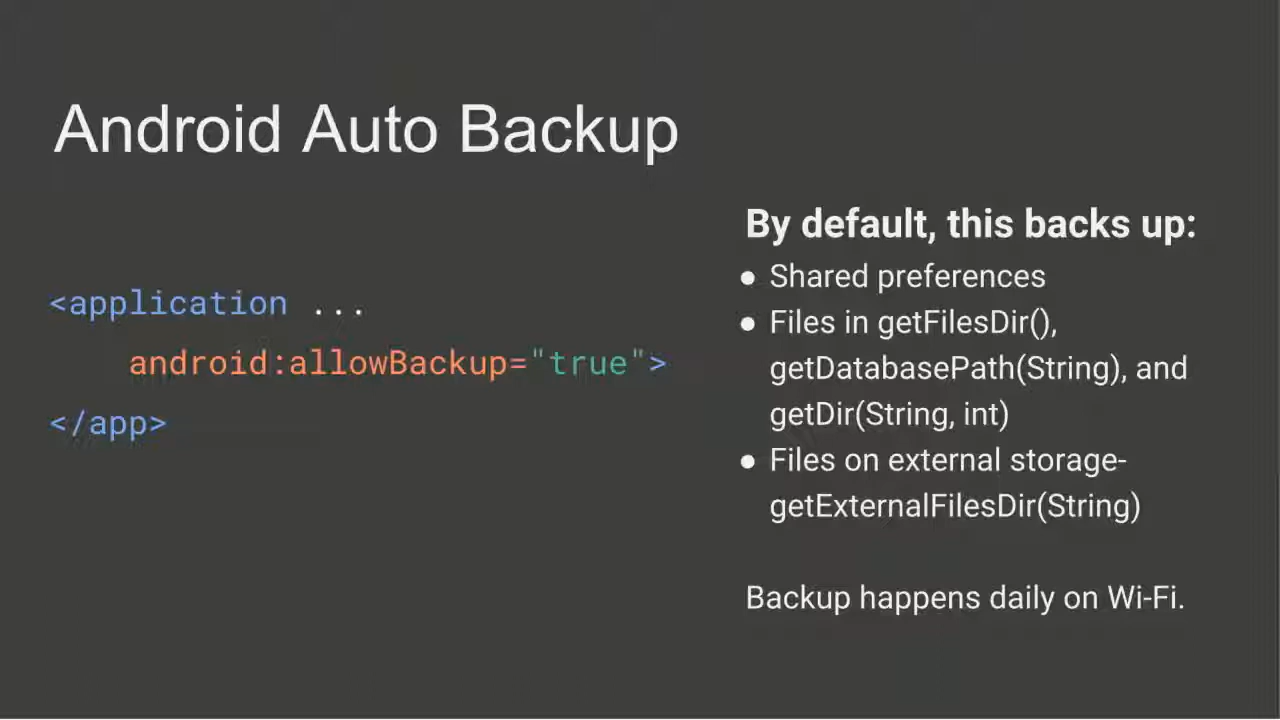 Android Auto Backup
<application ...
android:allowBackup="true">
</app>
By default, this backs up:
● Shared preferences
● Files in getFilesDir(),
getDatabasePath(String), and
getDir(String, int)
● Files on external storage-
getExternalFilesDir(String)
Backup happens daily on Wi-Fi.